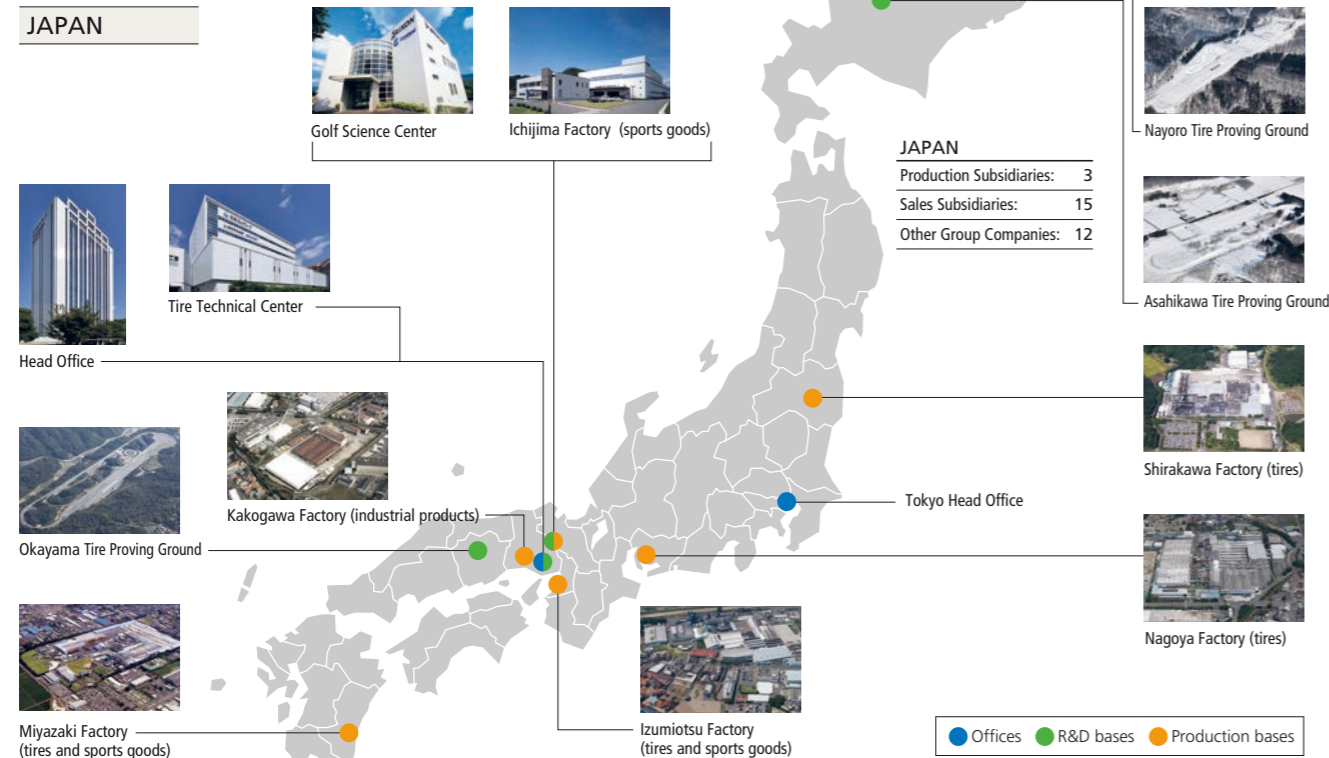 JAPAN
Golf Science Center
Ichijima Factory (sports goods)
Nayoro Tire Proving Ground
JAPAN
Production Subsidiaries: 3
Sales Subsidiaries: 15
Other Group Companies: 12
Asahikawa Tire Proving Ground
Tire Technical Center
Head Office
Shirakawa Factory (tires)
Tokyo Head Office
Kakogawa Factory (industrial products)
Okayama Tire Proving Ground
Nagoya Factory (tires)
Miyazaki Factory
(tires and sports goods)
Izumiotsu Factory
(tires and sports goods)
Offices
R&D bases
Production bases